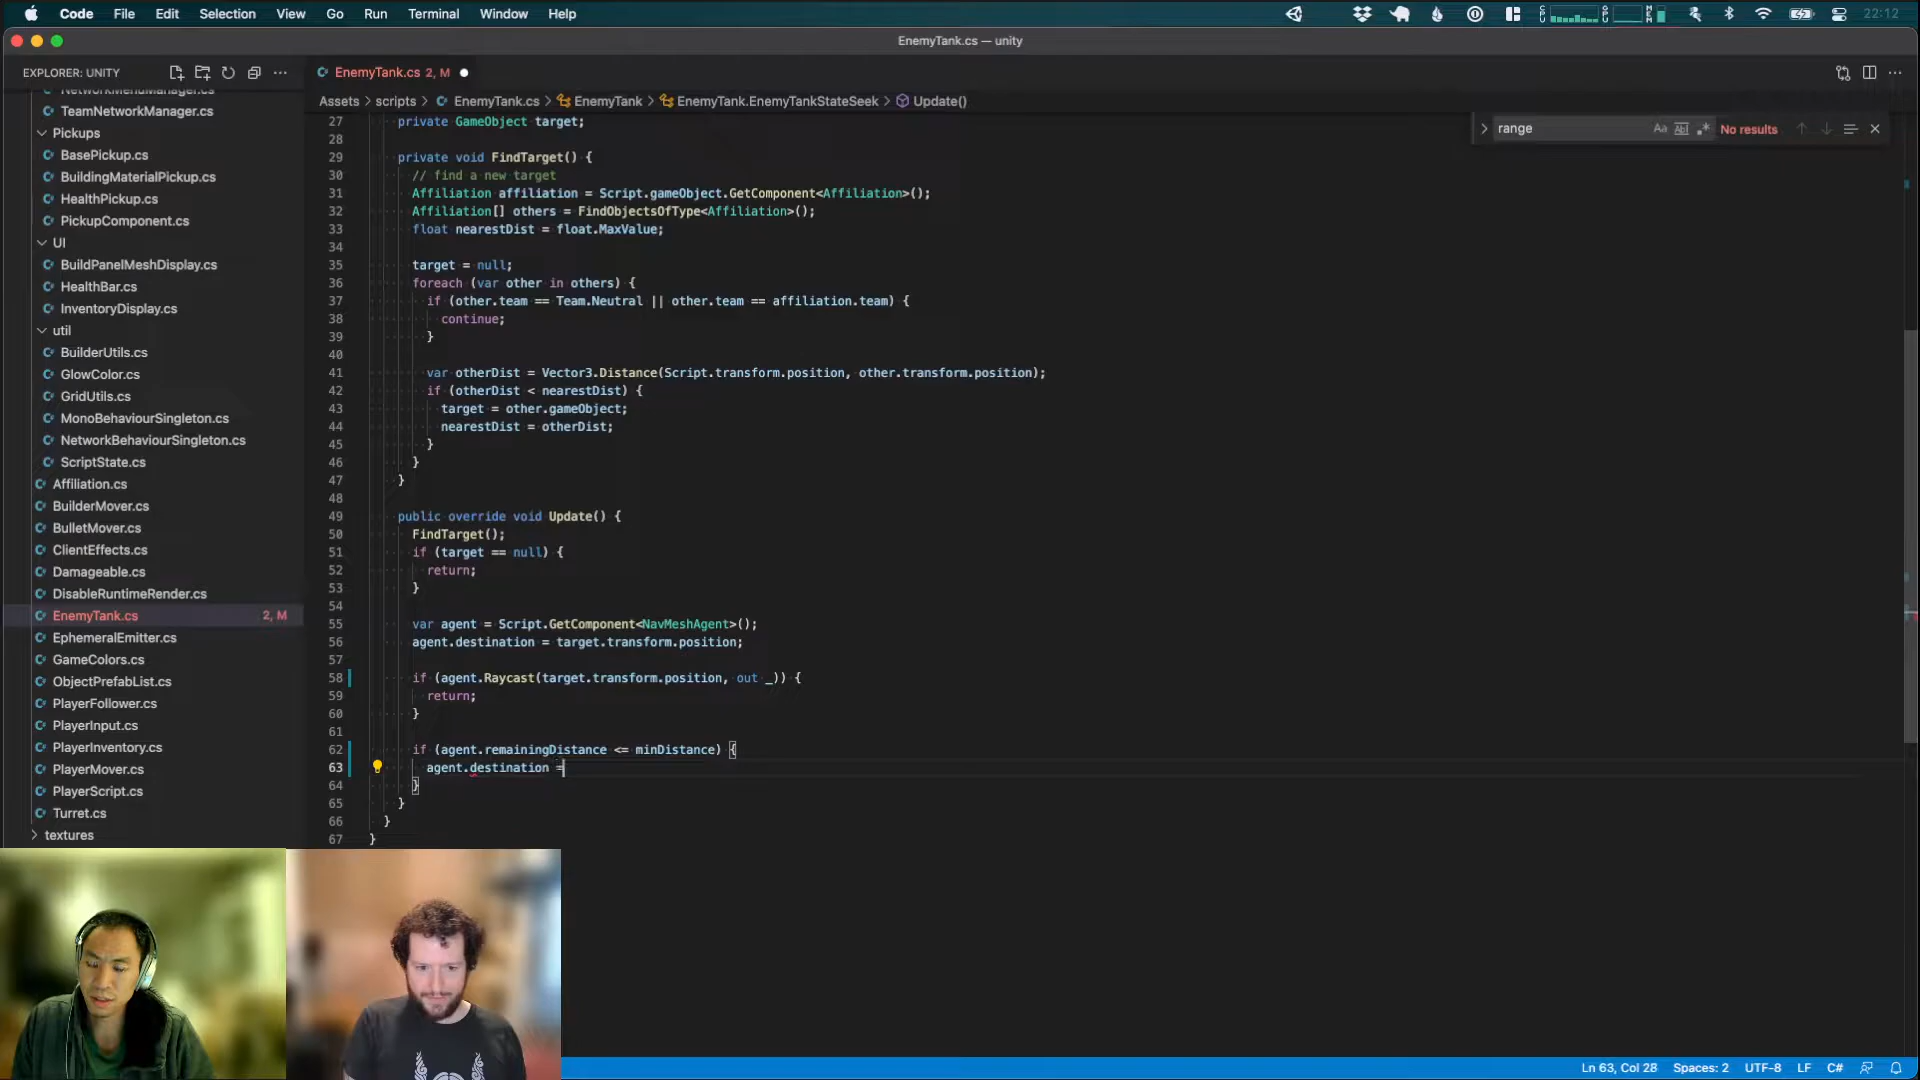 Code File Edit Selection View Go Run Terminal Window Help 22:12
EnemyTank.cs — unity
EXPLORER: UNITY
NetworkMenuManager.cs
TeamNetworkManager.cs
Pickups
BasePickup.cs
BuildingMaterialPickup.cs
HealthPickup.cs
PickupComponent.cs
UI
BuildPanelMeshDisplay.cs
HealthBar.cs
InventoryDisplay.cs
util
BuilderUtils.cs
GlowColor.cs
GridUtils.cs
MonoBehaviourSingleton.cs
NetworkBehaviourSingleton.cs
ScriptState.cs
Affiliation.cs
BuilderMover.cs
BulletMover.cs
ClientEffects.cs
Damageable.cs
DisableRuntimeRender.cs
EnemyTank.cs 2, M
EphemeralEmitter.cs
GameColors.cs
ObjectPrefabList.cs
PlayerFollower.cs
PlayerInput.cs
PlayerInventory.cs
PlayerMover.cs
PlayerScript.cs
Turret.cs
textures
EnemyTank.cs 2, M
Assets > scripts > EnemyTank.cs > EnemyTank > EnemyTank.EnemyTankStateSeek > Update()
range No results
27 private GameObject target;
28
29 private void FindTarget() {
30 // find a new target
31 Affiliation affiliation = Script.gameObject.GetComponent<Affiliation>();
32 Affiliation[] others = FindObjectsOfType<Affiliation>();
33 float nearestDist = float.MaxValue;
34
35 target = null;
36 foreach (var other in others) {
37 if (other.team == Team.Neutral || other.team == affiliation.team) {
38 continue;
39 }
40
41 var otherDist = Vector3.Distance(Script.transform.position, other.transform.position);
42 if (otherDist < nearestDist) {
43 target = other.gameObject;
44 nearestDist = otherDist;
45 }
46 }
47 }
48
49 public override void Update() {
50 FindTarget();
51 if (target == null) {
52 return;
53 }
54
55 var agent = Script.GetComponent<NavMeshAgent>();
56 agent.destination = target.transform.position;
57
58 if (agent.Raycast(target.transform.position, out _)) {
59 return;
60 }
61
62 if (agent.remainingDistance <= minDistance) {
63 agent.destination =
64 }
65 }
66 }
67 }
Ln 63, Col 28 Spaces: 2 UTF-8 LF C#